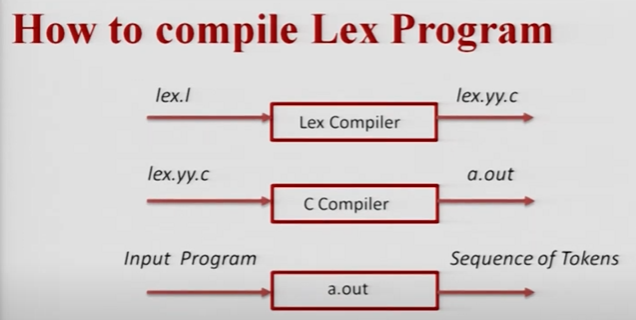 How to compile Lex Program
lex.l
lex.yy.c
Lex Compiler
lex.yy.c
a.out
C Compiler
Input Program
Sequence of Tokens
a.out